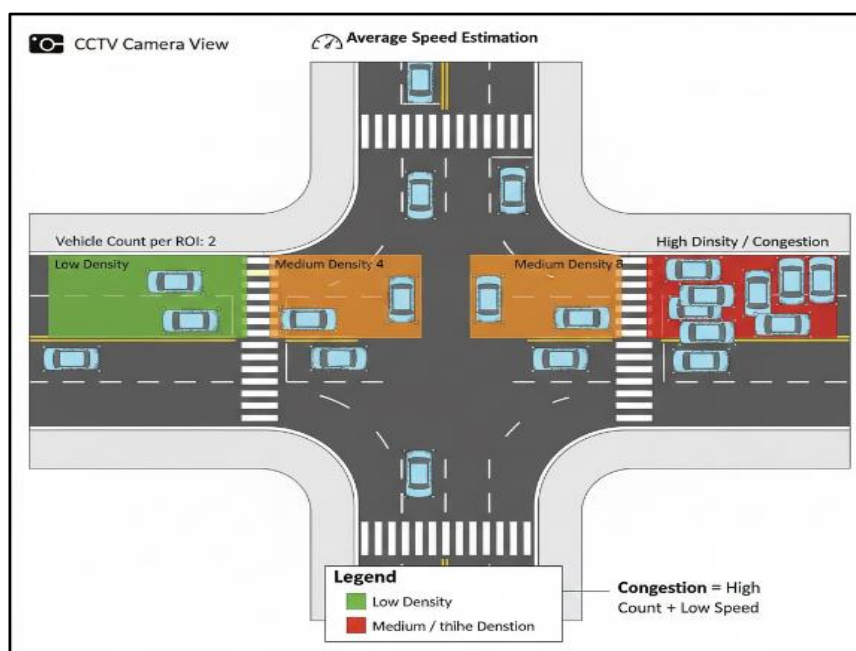 CCTV Camera View
Average Speed Estimation
Vehicle Count per ROI: 2
High Dinsity / Congestion
Low Density
Medium Density 4
Medium Density 8
Legend
Low Density
Medium / thihe Denstion
Congestion = High
Count + Low Speed